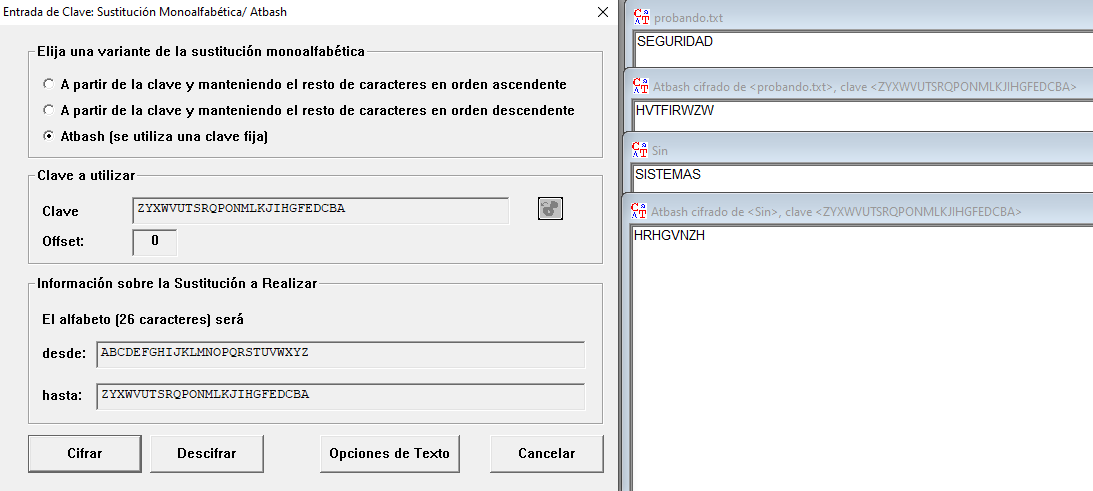 Entrada de Clave: Sustitución Monoalfabética/ Atbash
Elija una variante de la sustitución monoalfabética
A partir de la clave y manteniendo el resto de caracteres en orden ascendente
A partir de la clave y manteniendo el resto de caracteres en orden descendente
Atbash (se utiliza una clave fija)
Clave a utilizar
Clave
ZYXWVUTSRQPONMLKJIHGFEDCBA
Offset:
0
Información sobre la Sustitución a Realizar
El alfabeto (26 caracteres) será
desde:
ABCDEFGHIJKLMNOPQRSTUVWXYZ
hasta:
ZYXWVUTSRQPONMLKJIHGFEDCBA
Cifrar
Descifrar
Opciones de Texto
Cancelar
probando.txt
SEGURIDAD
Atbash cifrado de <probando.txt>, clave <ZYXWVUTSRQPONMLKJIHGFEDCBA>
HVTFIRWZW
Sin
SISTEMAS
Atbash cifrado de <Sin>, clave <ZYXWVUTSRQPONMLKJIHGFEDCBA>
HRHGVNZH